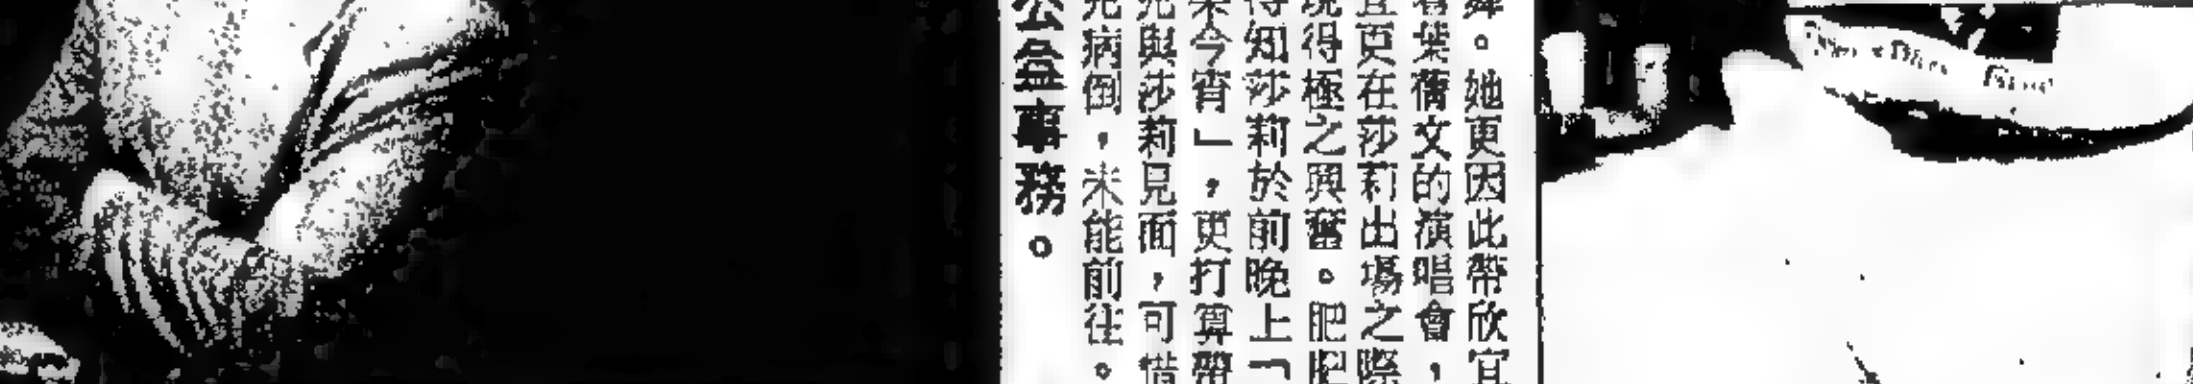 舞。她更因此帶欣宜
着葉蒨文的演唱會，
宜更在莎莉出場之際
現得極之興奮。肥肥
得知莎莉於前晚上「
樂今宵」，更打算帶
兒與莎莉見面，可惜
兒病倒，未能前往。
公益事務。